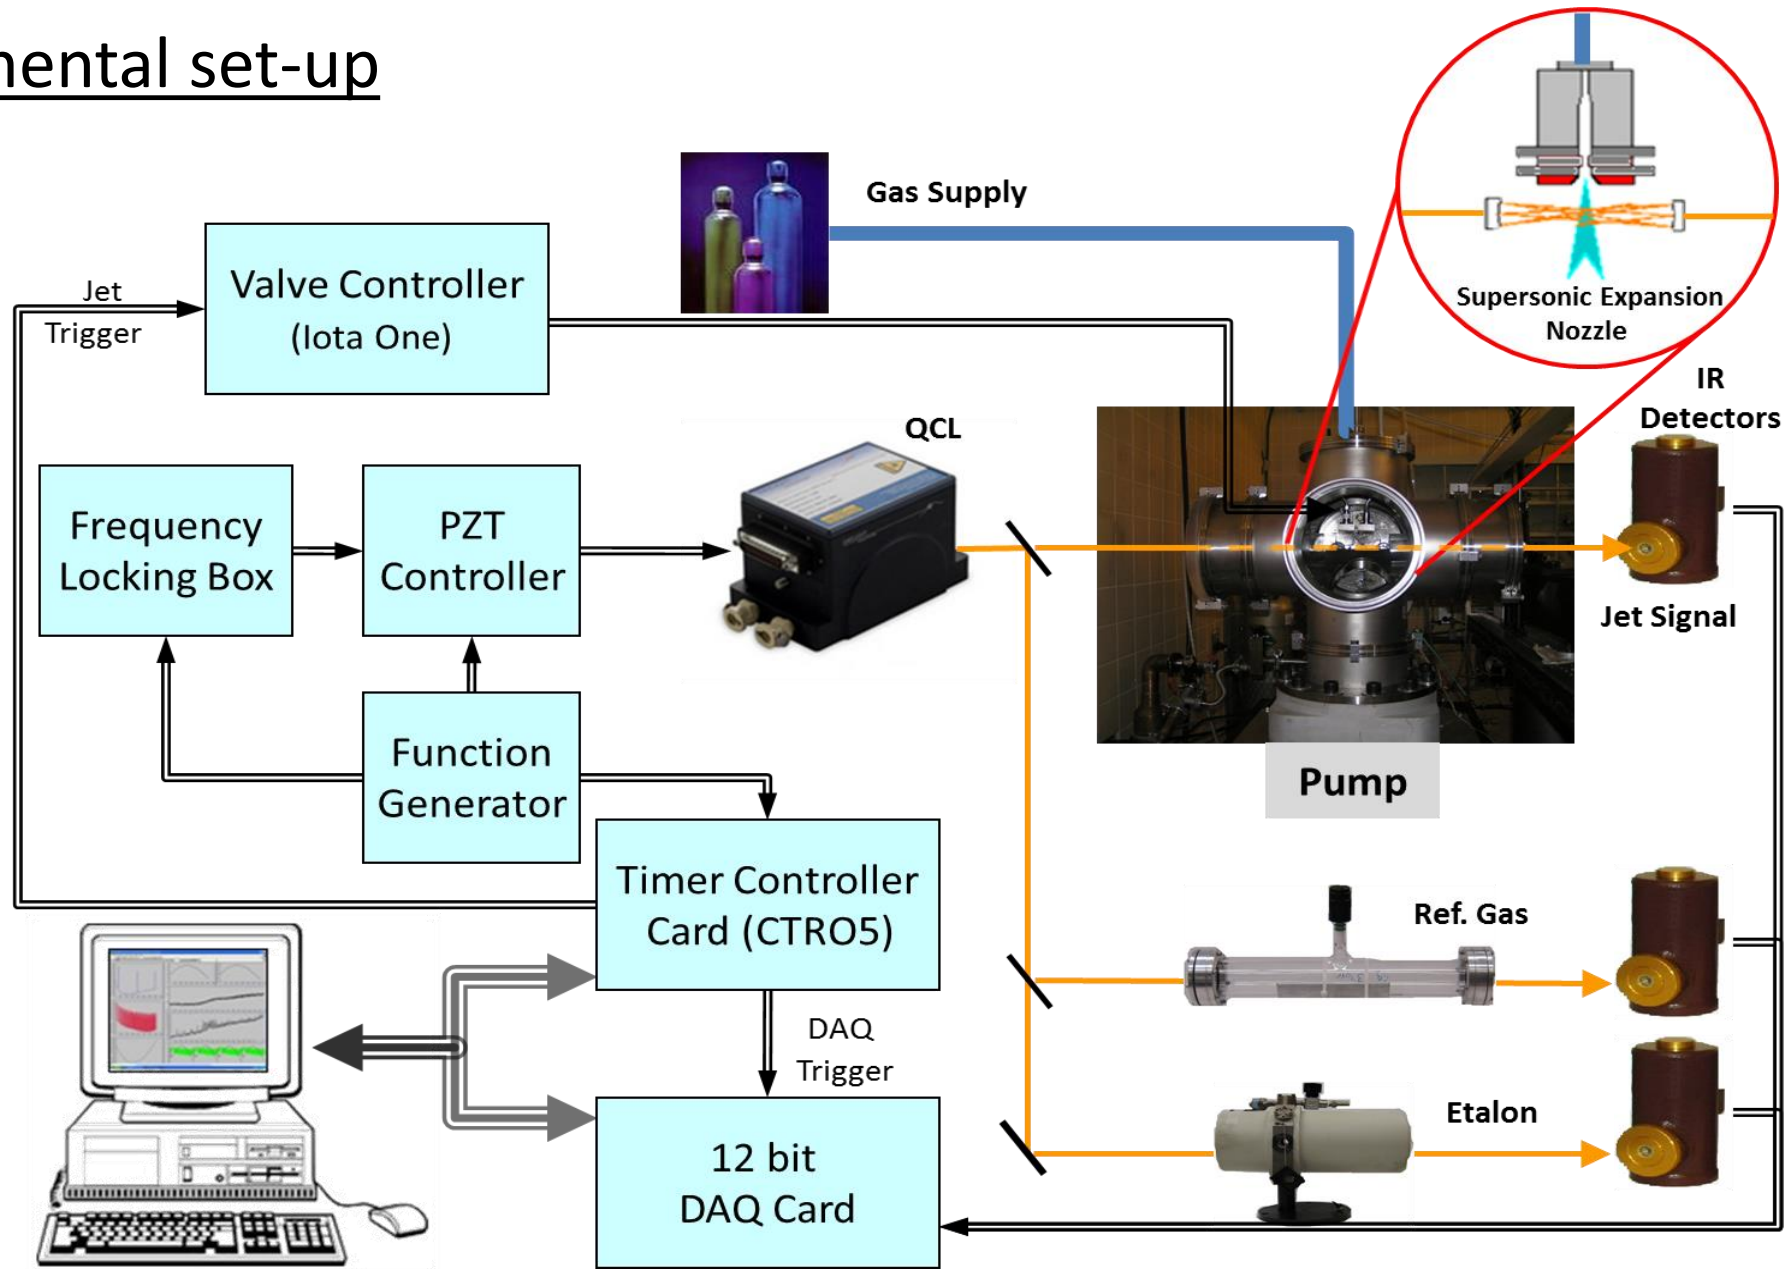 mental set-up
Gas Supply
Supersonic Expansion
Nozzle
Jet
Trigger
Valve Controller
(Iota One)
IR
Detectors
QCL
Frequency
Locking Box
PZT
Controller
Jet Signal
Function
Generator
Pump
Timer Controller
Card (CTRO5)
Ref. Gas
DAQ
Trigger
Etalon
12 bit
DAQ Card